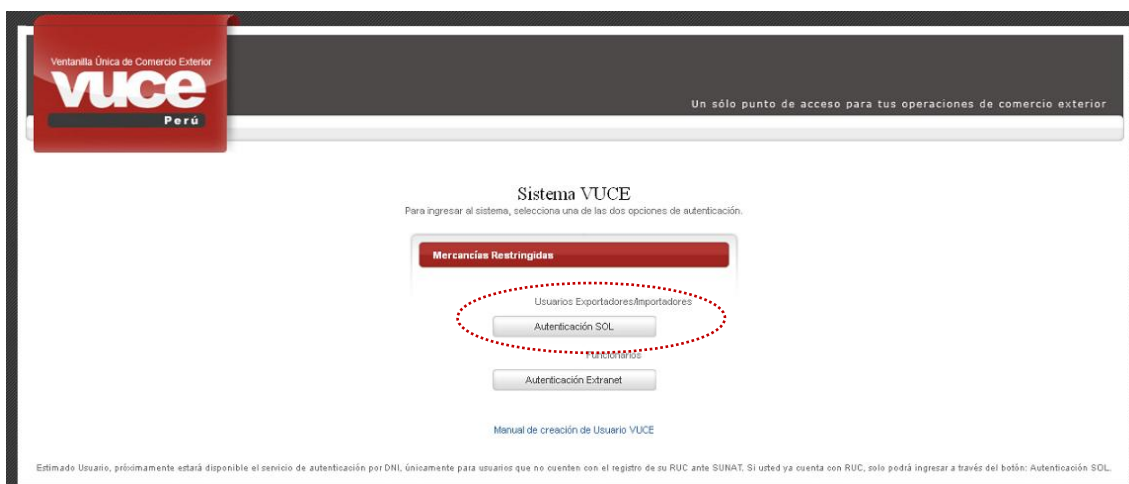 Ventanilla Única de Comercio Exterior
vuce
Perú
Un sólo punto de acceso para tus operaciones de comercio exterior
Sistema VUCE
Para ingresar al sistema, selecciona una de las dos opciones de autenticación.
Mercancías Restringidas
Usuarios Exportadores/Importadores
Autenticación SOL
Funcionarios
Autenticación Extranet
Manual de creación de Usuario VUCE
Estimado Usuario, próximamente estará disponible el servicio de autenticación por DNI, únicamente para usuarios que no cuenten con el registro de su RUC ante SUNAT. Si usted ya cuenta con RUC, solo podrá ingresar a través del botón: Autenticación SOL.